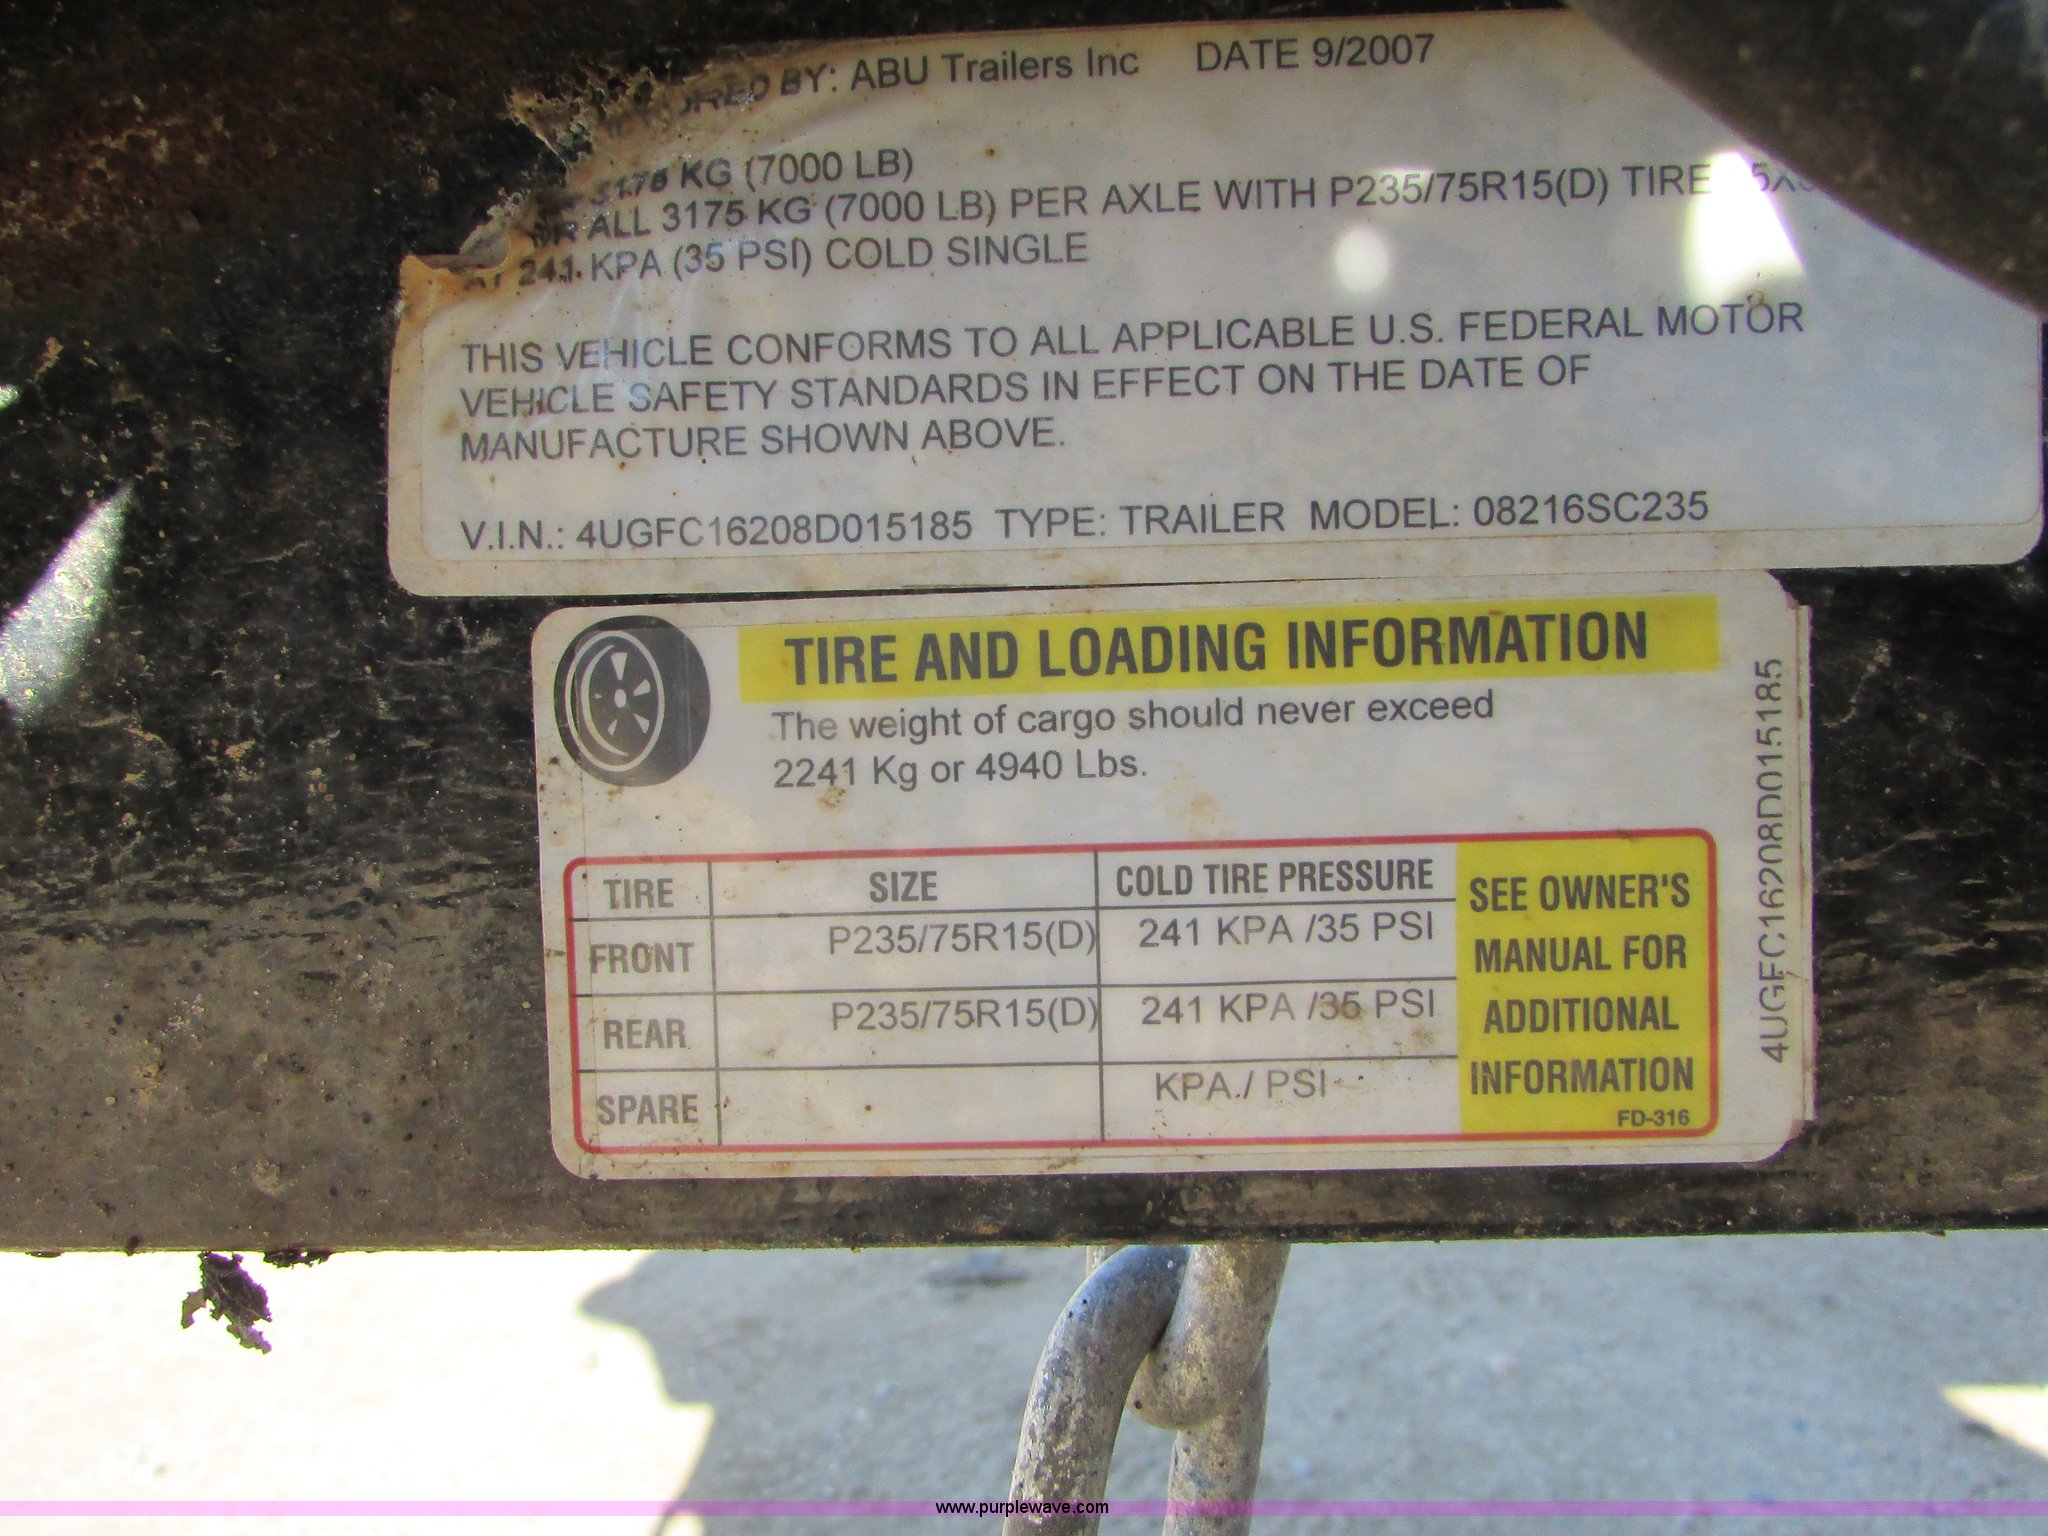 BY: ABU Trailers Inc DATE 9/2007
KG (7000 LB)
ALL 3175 KG (7000 LB) PER AXLE WITH P235/75R15(D) TIRE
AT 241 KPA (35 PSI) COLD SINGLE
THIS VEHICLE CONFORMS TO ALL APPLICABLE U.S. FEDERAL MOTOR
VEHICLE SAFETY STANDARDS IN EFFECT ON THE DATE OF
MANUFACTURE SHOWN ABOVE.
V.I.N.: 4UGFC16208D015185 TYPE: TRAILER MODEL: 08216SC235
TIRE AND LOADING INFORMATION
The weight of cargo should never exceed
2241 Kg or 4940 Lbs.
TIRE SIZE COLD TIRE PRESSURE
FRONT P235/75R15(D) 241 KPA /35 PSI
REAR P235/75R15(D) 241 KPA /35 PSI
SPARE KPA / PSI
SEE OWNER'S
MANUAL FOR
ADDITIONAL
INFORMATION
FD-316
4UGFC16208D015185
www.purplewave.com